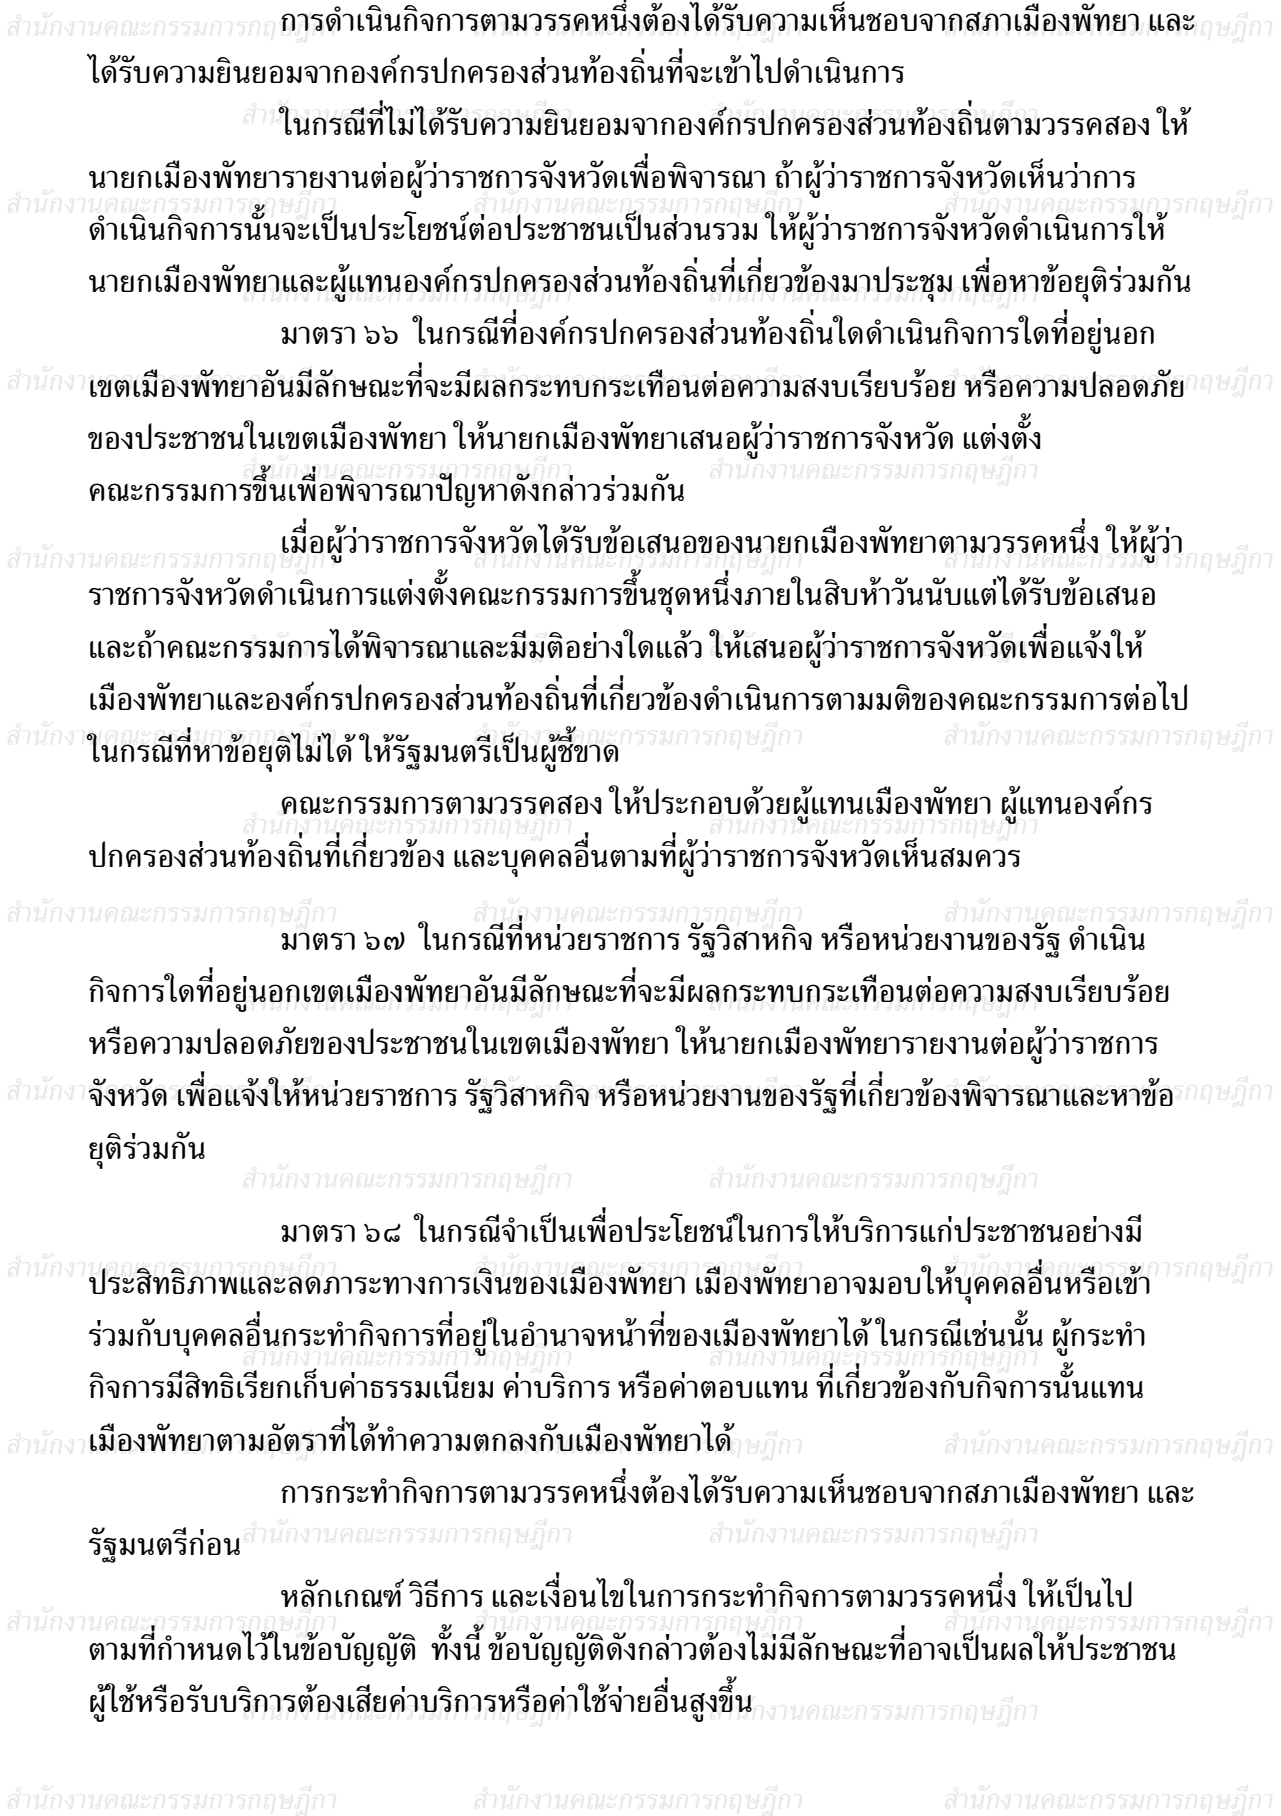 การดำเนินกิจการตามวรรคหนึ่งต้องได้รับความเห็นชอบจากสภาเมืองพัทยา และ
ได้รับความยินยอมจากองค์กรปกครองส่วนท้องถิ่นที่จะเข้าไปดำเนินการ
ในกรณีที่ไม่ได้รับความยินยอมจากองค์กรปกครองส่วนท้องถิ่นตามวรรคสอง ให้
นายกเมืองพัทยารายงานต่อผู้ว่าราชการจังหวัดเพื่อพิจารณา ถ้าผู้ว่าราชการจังหวัดเห็นว่าการ
ดำเนินกิจการนั้นจะเป็นประโยชน์ต่อประชาชนเป็นส่วนรวม ให้ผู้ว่าราชการจังหวัดดำเนินการให้
นายกเมืองพัทยาและผู้แทนองค์กรปกครองส่วนท้องถิ่นที่เกี่ยวข้องมาประชุม เพื่อหาข้อยุติร่วมกัน
มาตรา ๖๖  ในกรณีที่องค์กรปกครองส่วนท้องถิ่นใดดำเนินกิจการใดที่อยู่นอก
เขตเมืองพัทยาอันมีลักษณะที่จะมีผลกระทบกระเทือนต่อความสงบเรียบร้อย หรือความปลอดภัย
ของประชาชนในเขตเมืองพัทยา ให้นายกเมืองพัทยาเสนอผู้ว่าราชการจังหวัด แต่งตั้ง
คณะกรรมการขึ้นเพื่อพิจารณาปัญหาดังกล่าวร่วมกัน
เมื่อผู้ว่าราชการจังหวัดได้รับข้อเสนอของนายกเมืองพัทยาตามวรรคหนึ่ง ให้ผู้ว่า
ราชการจังหวัดดำเนินการแต่งตั้งคณะกรรมการขึ้นชุดหนึ่งภายในสิบห้าวันนับแต่ได้รับข้อเสนอ
และถ้าคณะกรรมการได้พิจารณาและมีมติอย่างใดแล้ว ให้เสนอผู้ว่าราชการจังหวัดเพื่อแจ้งให้
เมืองพัทยาและองค์กรปกครองส่วนท้องถิ่นที่เกี่ยวข้องดำเนินการตามมติของคณะกรรมการต่อไป
ในกรณีที่หาข้อยุติไม่ได้ ให้รัฐมนตรีเป็นผู้ชี้ขาด
คณะกรรมการตามวรรคสอง ให้ประกอบด้วยผู้แทนเมืองพัทยา ผู้แทนองค์กร
ปกครองส่วนท้องถิ่นที่เกี่ยวข้อง และบุคคลอื่นตามที่ผู้ว่าราชการจังหวัดเห็นสมควร
มาตรา ๖๗  ในกรณีที่หน่วยราชการ รัฐวิสาหกิจ หรือหน่วยงานของรัฐ ดำเนิน
กิจการใดที่อยู่นอกเขตเมืองพัทยาอันมีลักษณะที่จะมีผลกระทบกระเทือนต่อความสงบเรียบร้อย
หรือความปลอดภัยของประชาชนในเขตเมืองพัทยา ให้นายกเมืองพัทยารายงานต่อผู้ว่าราชการ
จังหวัด เพื่อแจ้งให้หน่วยราชการ รัฐวิสาหกิจ หรือหน่วยงานของรัฐที่เกี่ยวข้องพิจารณาและหาข้อ
ยุติร่วมกัน
มาตรา ๖๘  ในกรณีจำเป็นเพื่อประโยชน์ในการให้บริการแก่ประชาชนอย่างมี
ประสิทธิภาพและลดภาระทางการเงินของเมืองพัทยา เมืองพัทยาอาจมอบให้บุคคลอื่นหรือเข้า
ร่วมกับบุคคลอื่นกระทำกิจการที่อยู่ในอำนาจหน้าที่ของเมืองพัทยาได้ ในกรณีเช่นนั้น ผู้กระทำ
กิจการมีสิทธิเรียกเก็บค่าธรรมเนียม ค่าบริการ หรือค่าตอบแทน ที่เกี่ยวข้องกับกิจการนั้นแทน
เมืองพัทยาตามอัตราที่ได้ทำความตกลงกับเมืองพัทยาได้
การกระทำกิจการตามวรรคหนึ่งต้องได้รับความเห็นชอบจากสภาเมืองพัทยา และ
รัฐมนตรีก่อน
หลักเกณฑ์ วิธีการ และเงื่อนไขในการกระทำกิจการตามวรรคหนึ่ง ให้เป็นไป
ตามที่กำหนดไว้ในข้อบัญญัติ  ทั้งนี้ ข้อบัญญัติดังกล่าวต้องไม่มีลักษณะที่อาจเป็นผลให้ประชาชน
ผู้ใช้หรือรับบริการต้องเสียค่าบริการหรือค่าใช้จ่ายอื่นสูงขึ้น
สำนักงานคณะกรรมการกฤษฎีกา สำนักงานคณะกรรมการกฤษฎีกา สำนักงานคณะกรรมการกฤษฎีกา